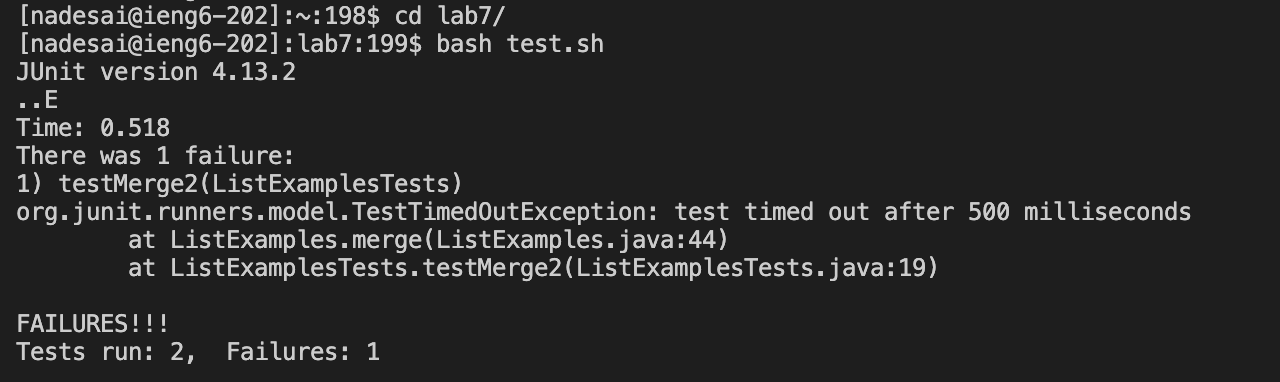 [nadesai@ieng6-202]:~:198$ cd lab7/
[nadesai@ieng6-202]:lab7:199$ bash test.sh
JUnit version 4.13.2
..E
Time: 0.518
There was 1 failure:
1) testMerge2(ListExamplesTests)
org.junit.runners.model.TestTimedOutException: test timed out after 500 milliseconds
        at ListExamples.merge(ListExamples.java:44)
        at ListExamplesTests.testMerge2(ListExamplesTests.java:19)

FAILURES!!!
Tests run: 2,  Failures: 1